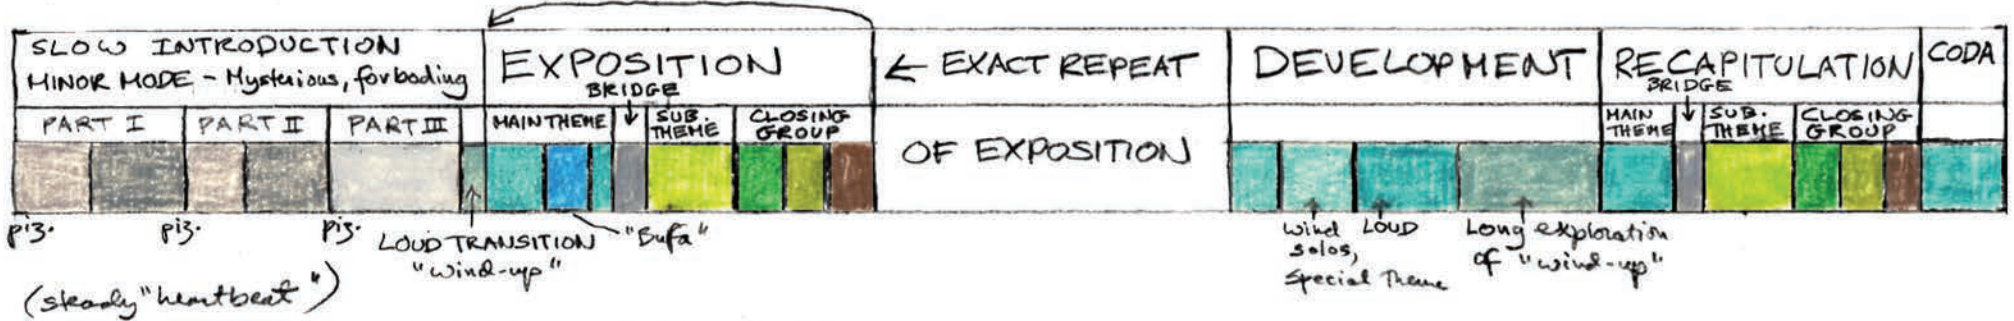 SLOW INTRODUCTION
MINOR MODE - Mysterious, forboding
EXPOSITION
BRIDGE
← EXACT REPEAT
OF EXPOSITION
DEVELOPMENT
RECAPITULATION
BRIDGE
CODA
PART I
PART II
PART III
MAIN THEME
SUB.
THEME
CLOSING
GROUP
MAIN
THEME
SUB.
THEME
CLOSING
GROUP
piz.
piz.
piz.
LOUD TRANSITION
"wind-up"
"Bufa"
(steady "heartbeat")
Wind
solos,
special Theme
LOUD
Long exploration
of "wind-up"